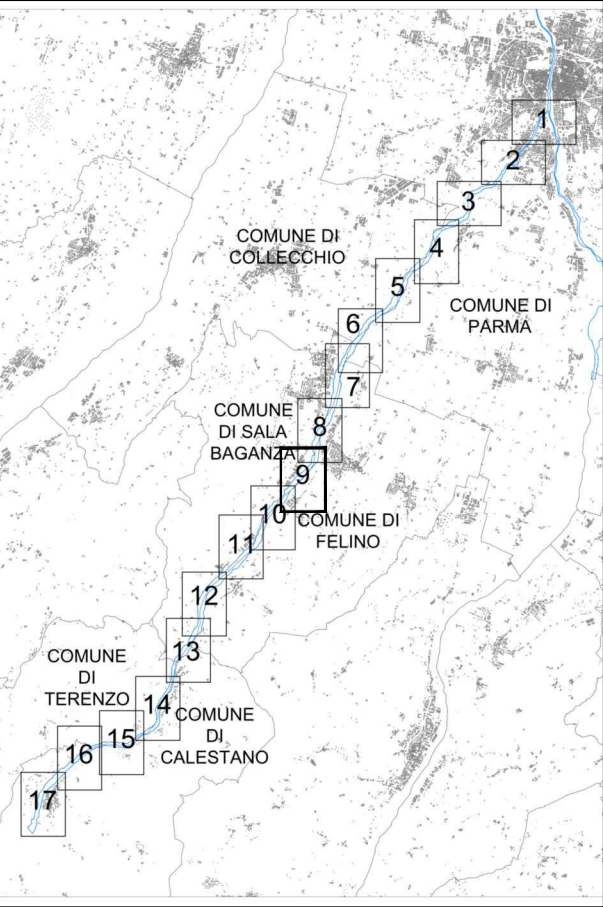 1
2
3
COMUNE DI
COLLECCHIO
4
5
COMUNE DI
PARMA
6
7
COMUNE
DI SALA
BAGANZA
8
9
10
COMUNE DI
FELINO
11
12
13
COMUNE
DI
TERENZO
14
COMUNE
DI
CALESTANO
15
16
17